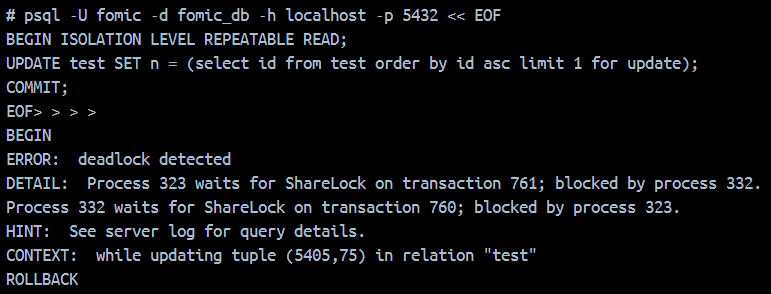 # psql -U fomic -d fomic_db -h localhost -p 5432 << EOF
BEGIN ISOLATION LEVEL REPEATABLE READ;
UPDATE test SET n = (select id from test order by id asc limit 1 for update);
COMMIT;
EOF> > > >
BEGIN
ERROR:  deadlock detected
DETAIL:  Process 323 waits for ShareLock on transaction 761; blocked by process 332.
Process 332 waits for ShareLock on transaction 760; blocked by process 323.
HINT:  See server log for query details.
CONTEXT:  while updating tuple (5405,75) in relation "test"
ROLLBACK